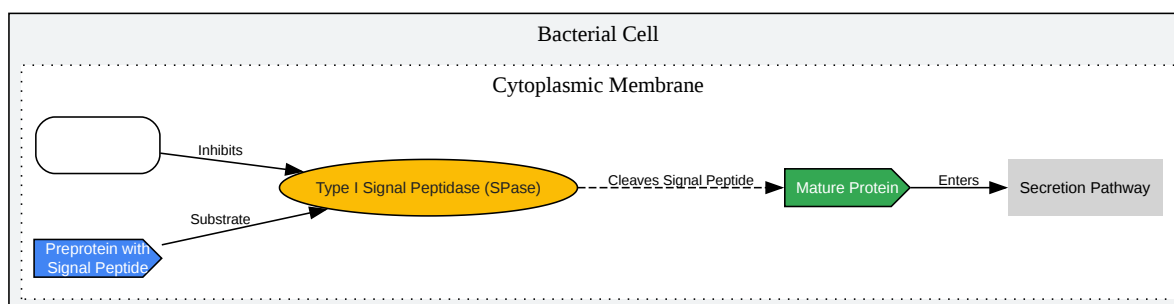 Bacterial Cell
Cytoplasmic Membrane
Inhibits
Type I Signal Peptidase (SPase)
Cleaves Signal Peptide
Mature Protein
Enters
Secretion Pathway
Substrate
Preprotein with
Signal Peptide